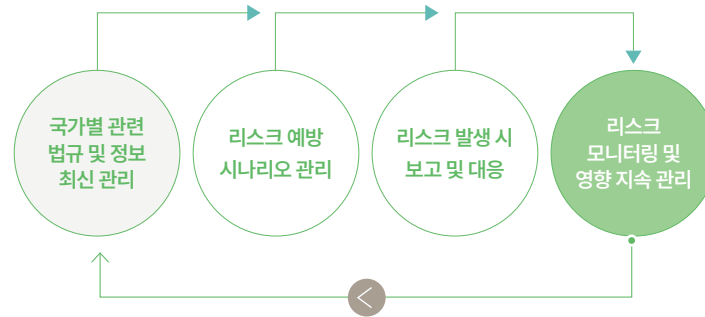 국가별 관련
법규 및 정보
최신 관리
리스크 예방
시나리오 관리
리스크 발생 시
보고 및 대응
리스크
모니터링 및
영향 지속 관리